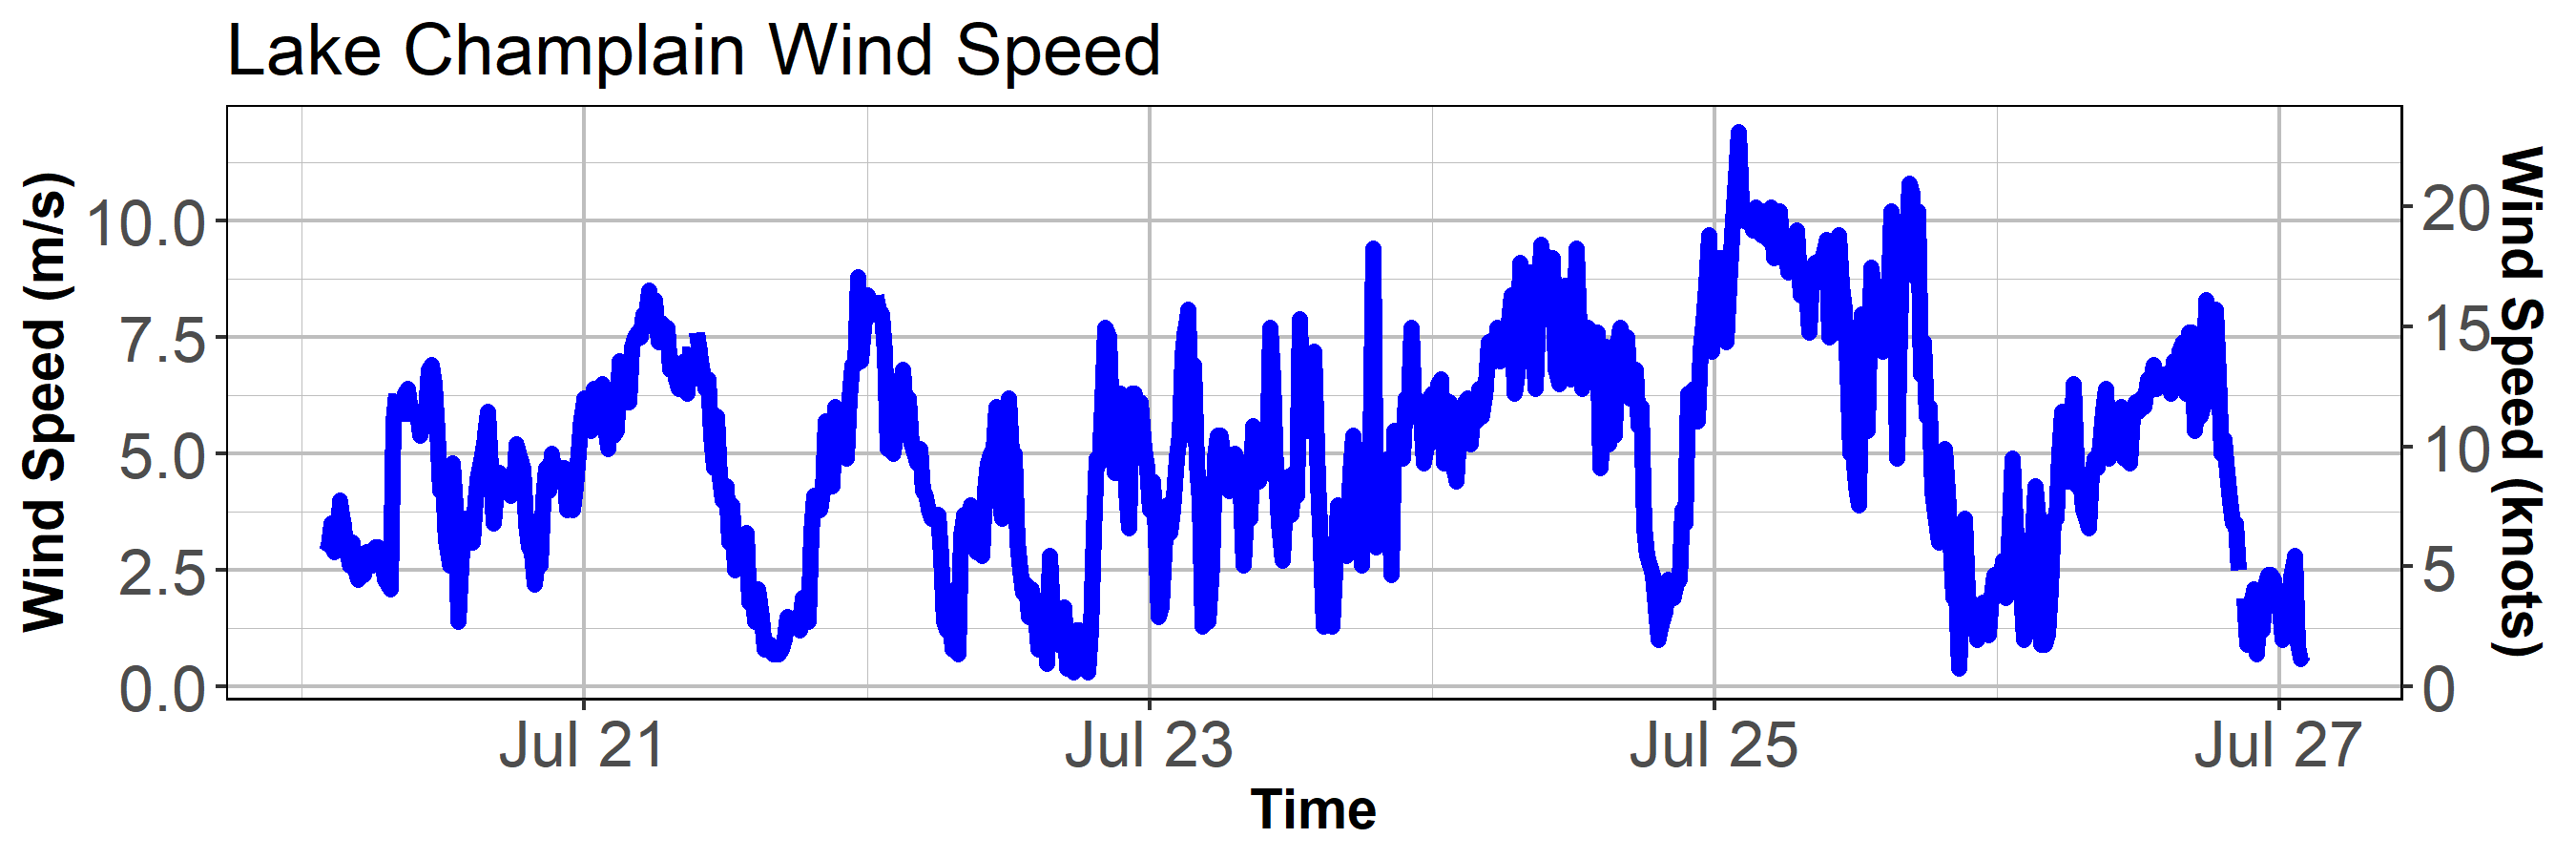 Lake Champlain Wind Speed
Wind Speed (m/s)
10.0
7.5
5.0
2.5
0.0
20
15
10
5
0
Wind Speed (knots)
Jul 21 Jul 23 Jul 25 Jul 27
Time